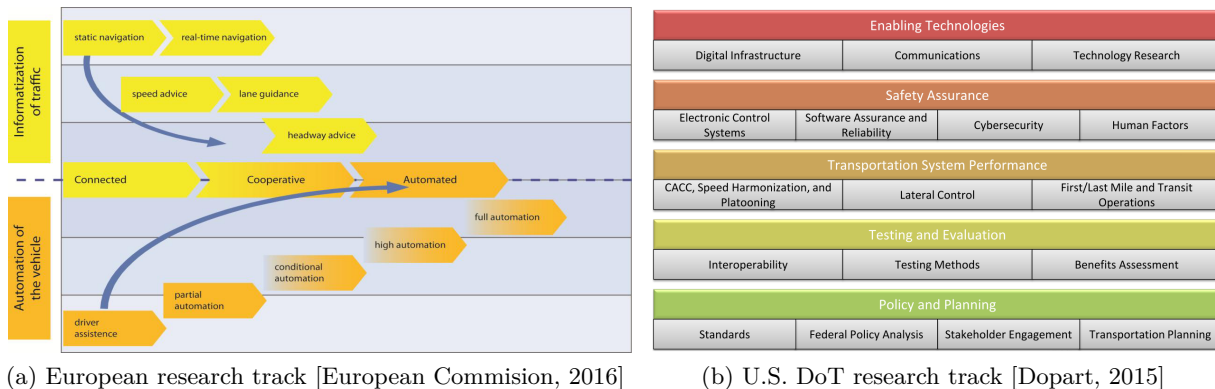 Informatization
of traffic
static navigation
real-time navigation
speed advice
lane guidance
headway advice
Connected
Cooperative
Automated
Automation of
the vehicle
full automation
high automation
conditional
automation
partial
automation
driver
assistence
(a) European research track [European Commision, 2016]
Enabling Technologies
Digital Infrastructure
Communications
Technology Research
Safety Assurance
Electronic Control
Systems
Software Assurance and
Reliability
Cybersecurity
Human Factors
Transportation System Performance
CACC, Speed Harmonization, and
Platooning
Lateral Control
First/Last Mile and Transit
Operations
Testing and Evaluation
Interoperability
Testing Methods
Benefits Assessment
Policy and Planning
Standards
Federal Policy Analysis
Stakeholder Engagement
Transportation Planning
(b) U.S. DoT research track [Dopart, 2015]